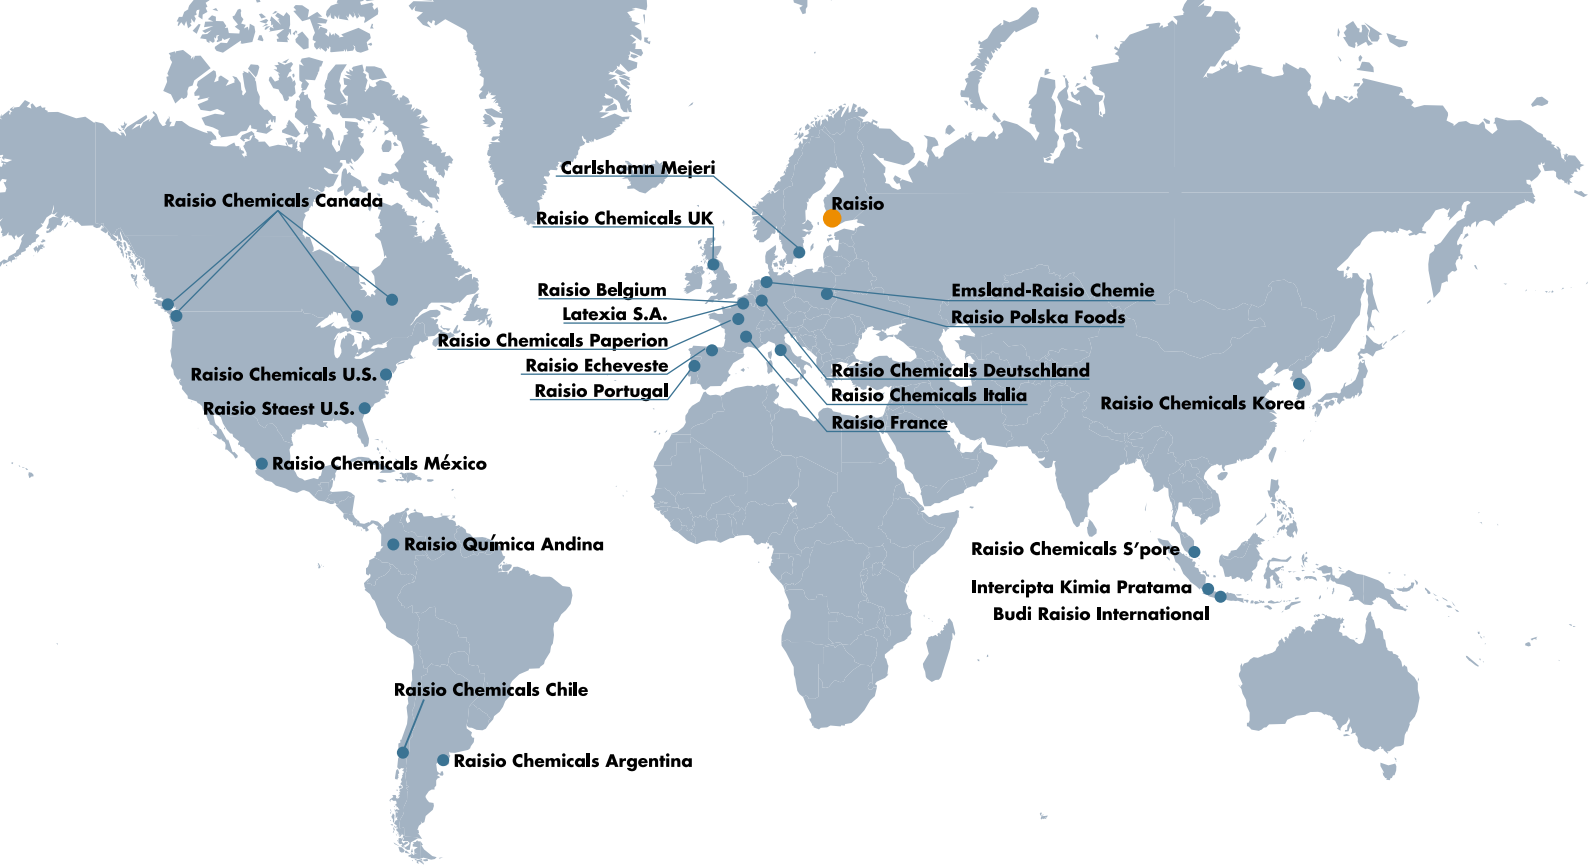 Carlshamn Mejeri
Raisio Chemicals Canada
Raisio
Raisio Chemicals UK
Raisio Belgium
Emsland-Raisio Chemie
Latexia S.A.
Raisio Polska Foods
Raisio Chemicals Paperion
Raisio Echeveste
Raisio Chemicals Deutschland
Raisio Chemicals U.S.
Raisio Portugal
Raisio Chemicals Italia
Raisio Chemicals Korea
Raisio Staest U.S.
Raisio France
Raisio Chemicals México
Raisio Química Andina
Raisio Chemicals S'pore
Intercipta Kimia Pratama
Budi Raisio International
Raisio Chemicals Chile
Raisio Chemicals Argentina